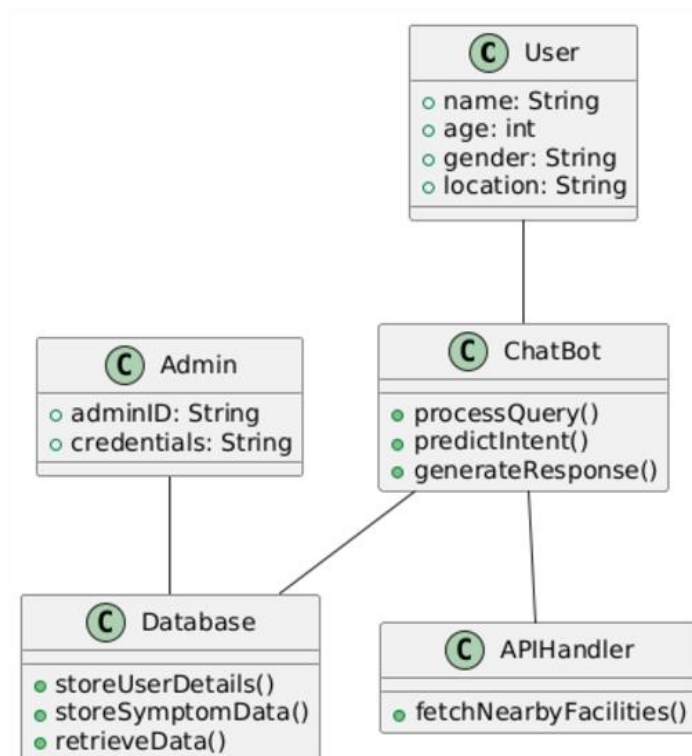 C User
name: String
age: int
gender: String
location: String
C Admin
adminID: String
credentials: String
C ChatBot
processQuery()
predictIntent()
generateResponse()
C Database
storeUserDetails()
storeSymptomData()
retrieveData()
C APIHandler
fetchNearbyFacilities()